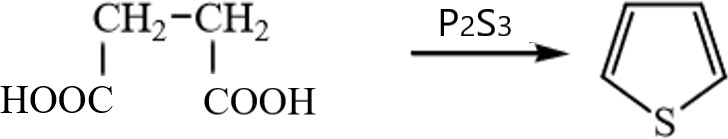 CH₂-CH₂
P₂S₃
HOOC COOH
S